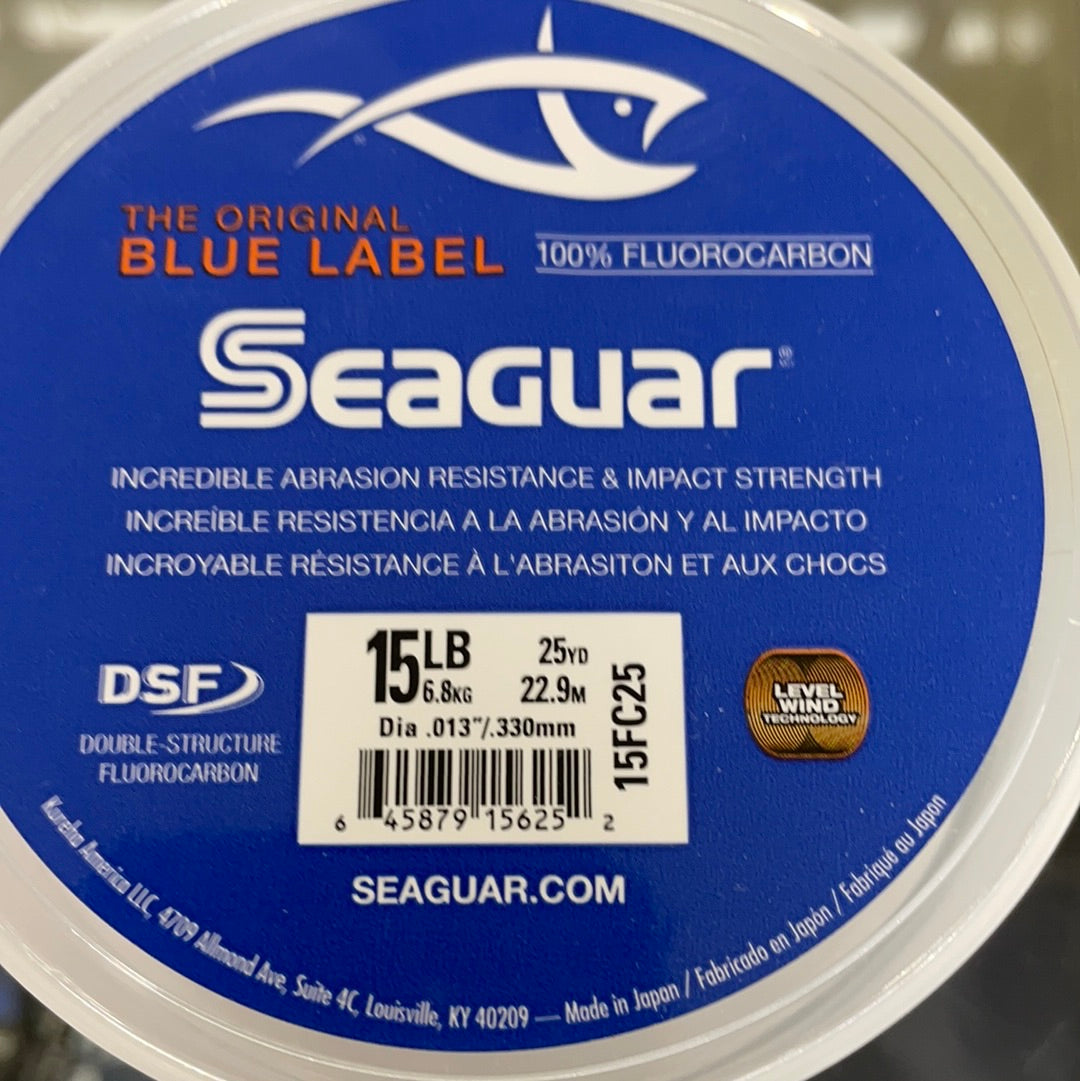 THE ORIGINAL
BLUE LABEL
100% FLUOROCARBON
SEAGUAR®
INCREDIBLE ABRASION RESISTANCE & IMPACT STRENGTH
INCREÍBLE RESISTENCIA A LA ABRASIÓN Y AL IMPACTO
INCROYABLE RÉSISTANCE À L'ABRASITON ET AUX CHOCS
DSF
DOUBLE-STRUCTURE
FLUOROCARBON
15LB
6.8KG
25YD
22.9M
Dia .013"/.330mm
15FC25
6 45879 15625 2
LEVEL
WIND
TECHNOLOGY
SEAGUAR.COM
Kureha America LLC, 4709 Allmond Ave, Suite 4C, Louisville, KY 40209 — Made in Japan / Fabricado en Japón / Fabriqué au Japon